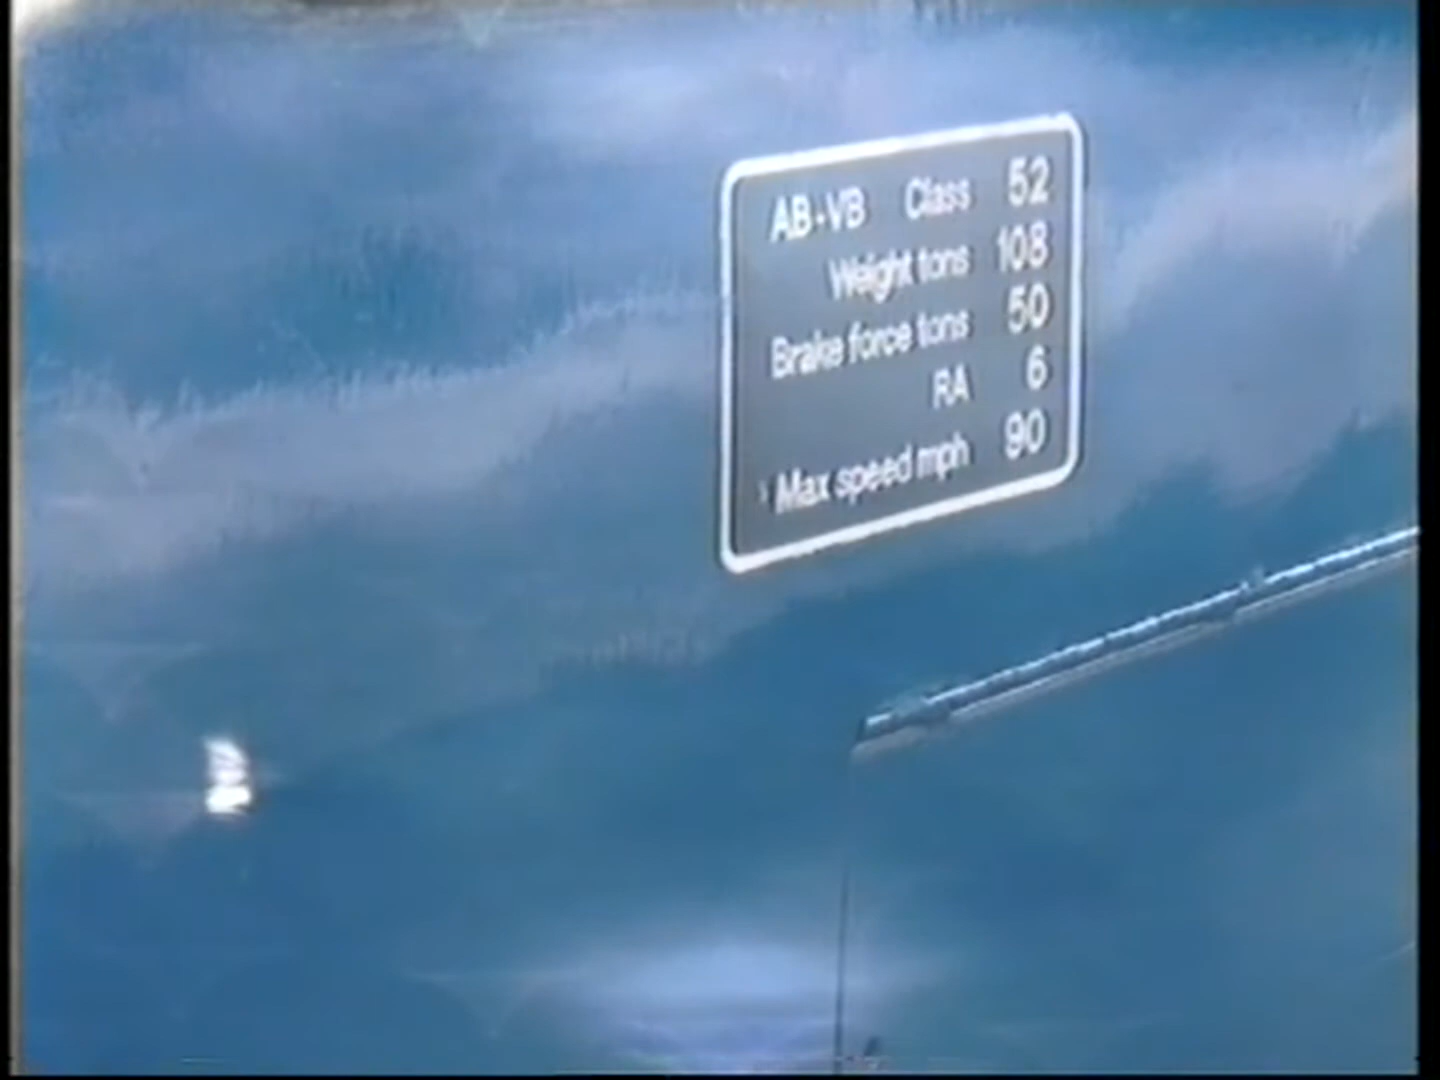 AB-VB Class 52
Weight tons 108
Brake force tons 50
RA 6
Max speed mph 90